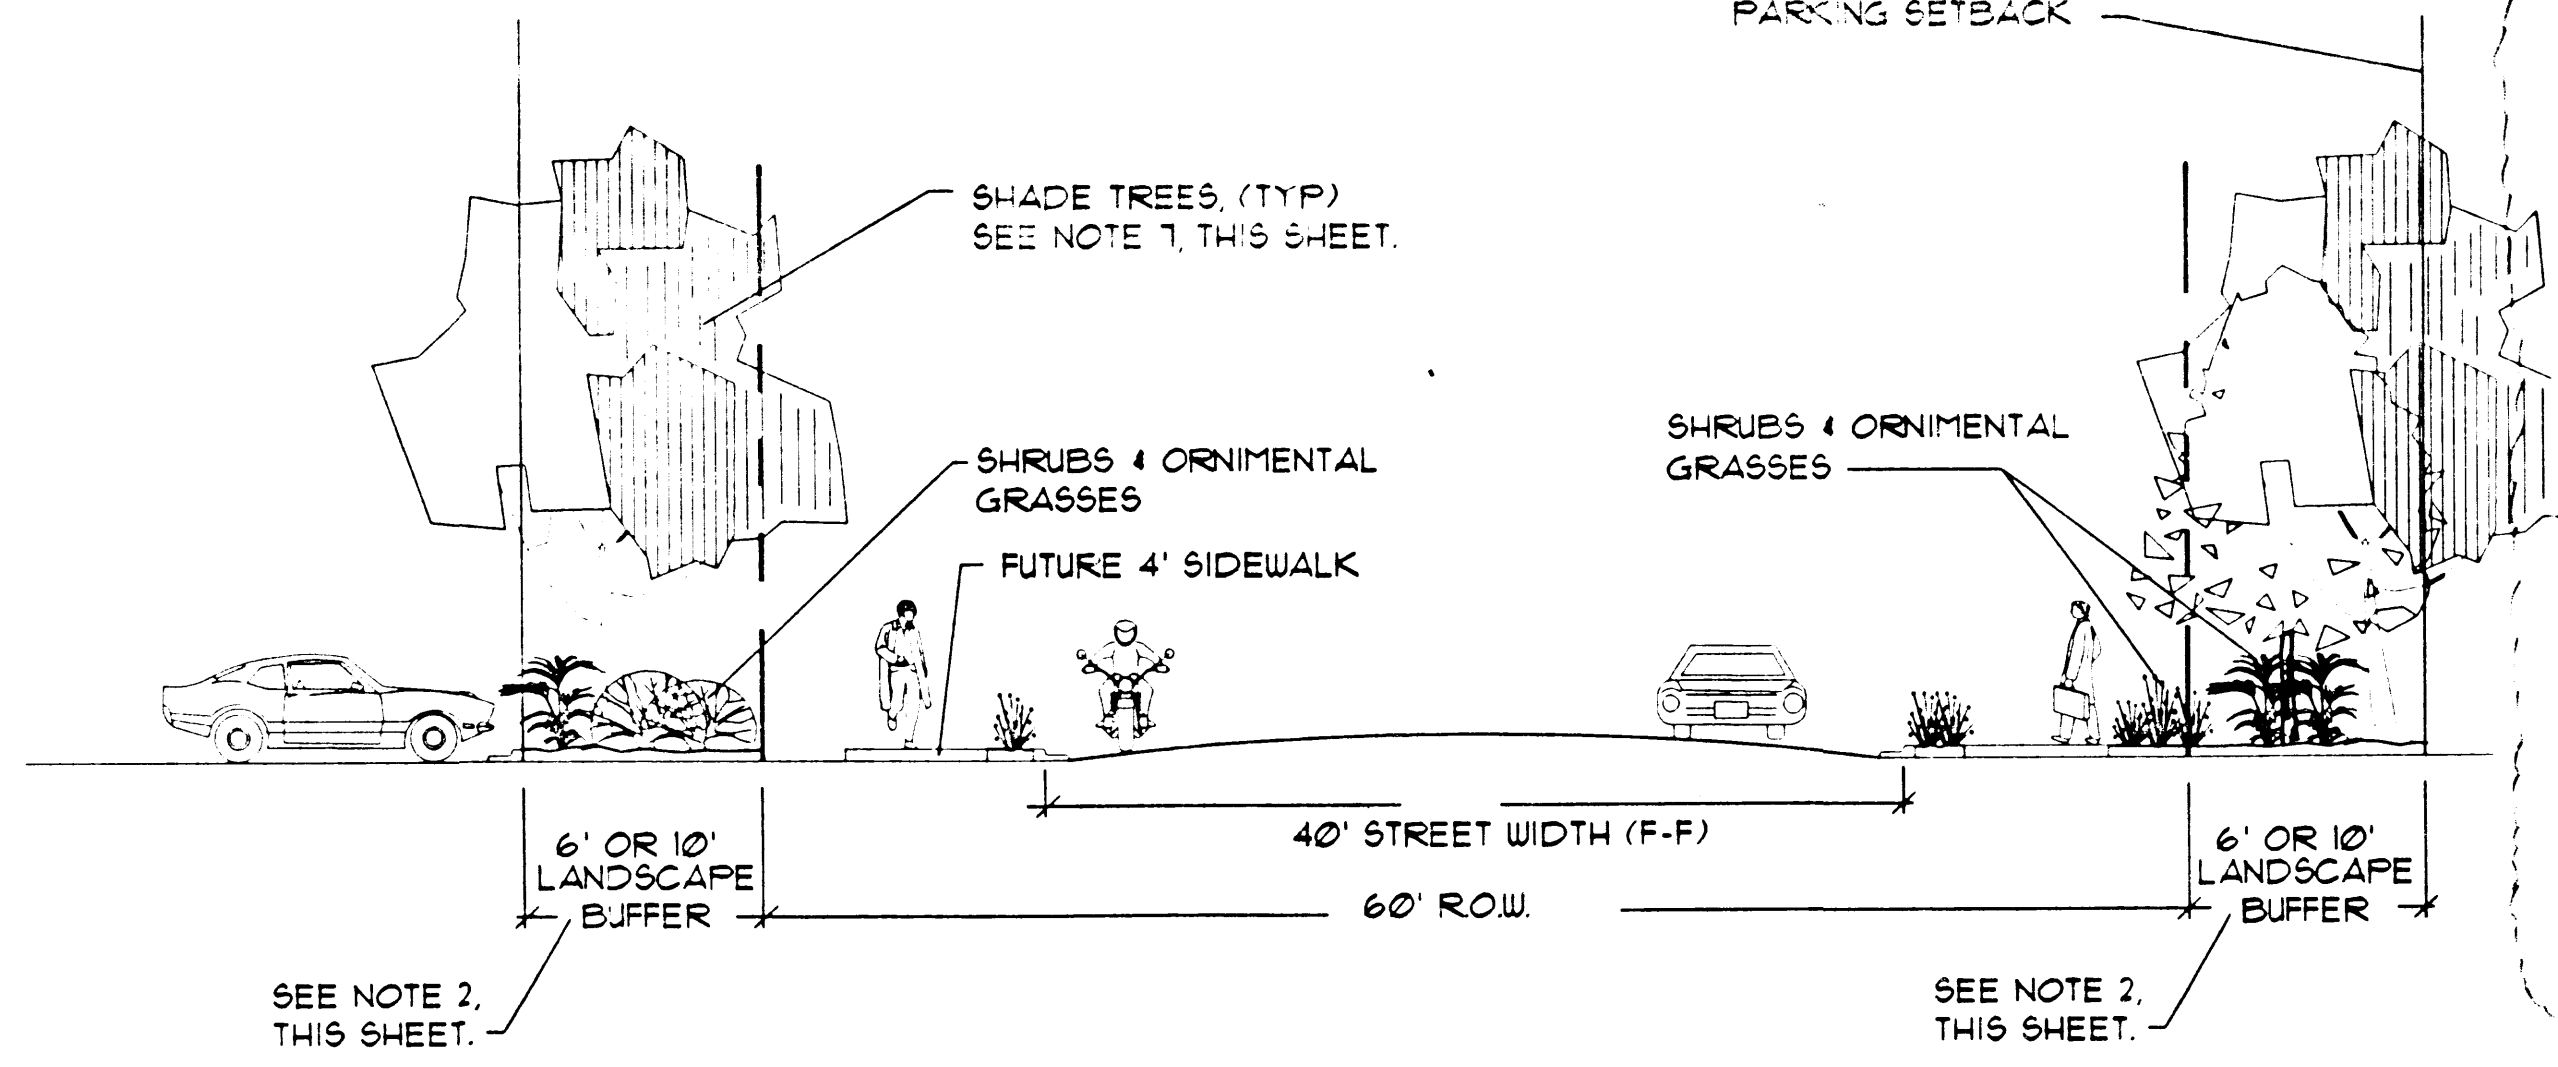 PARKING SETBACK
SHADE TREES, (TYP)
SEE NOTE 7, THIS SHEET.
SHRUBS & ORNIMENTAL
GRASSES
SHRUBS & ORNIMENTAL
GRASSES
FUTURE 4' SIDEWALK
40' STREET WIDTH (F-F)
6' OR 10'
LANDSCAPE
BUFFER
60' R.O.W.
6' OR 10'
LANDSCAPE
BUFFER
SEE NOTE 2,
THIS SHEET.
SEE NOTE 2,
THIS SHEET.